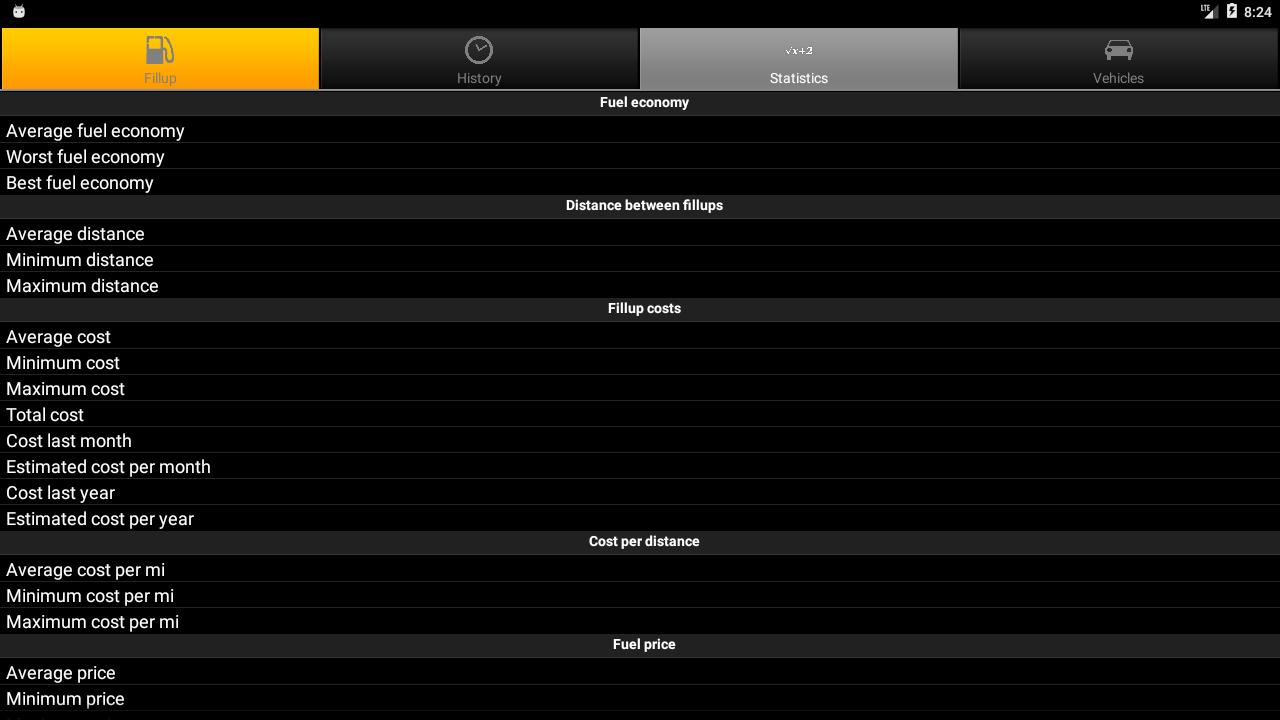 LTE 8:24
Fillup
History
√x+2
Statistics
Vehicles
Fuel economy
Average fuel economy
Worst fuel economy
Best fuel economy
Distance between fillups
Average distance
Minimum distance
Maximum distance
Fillup costs
Average cost
Minimum cost
Maximum cost
Total cost
Cost last month
Estimated cost per month
Cost last year
Estimated cost per year
Cost per distance
Average cost per mi
Minimum cost per mi
Maximum cost per mi
Fuel price
Average price
Minimum price